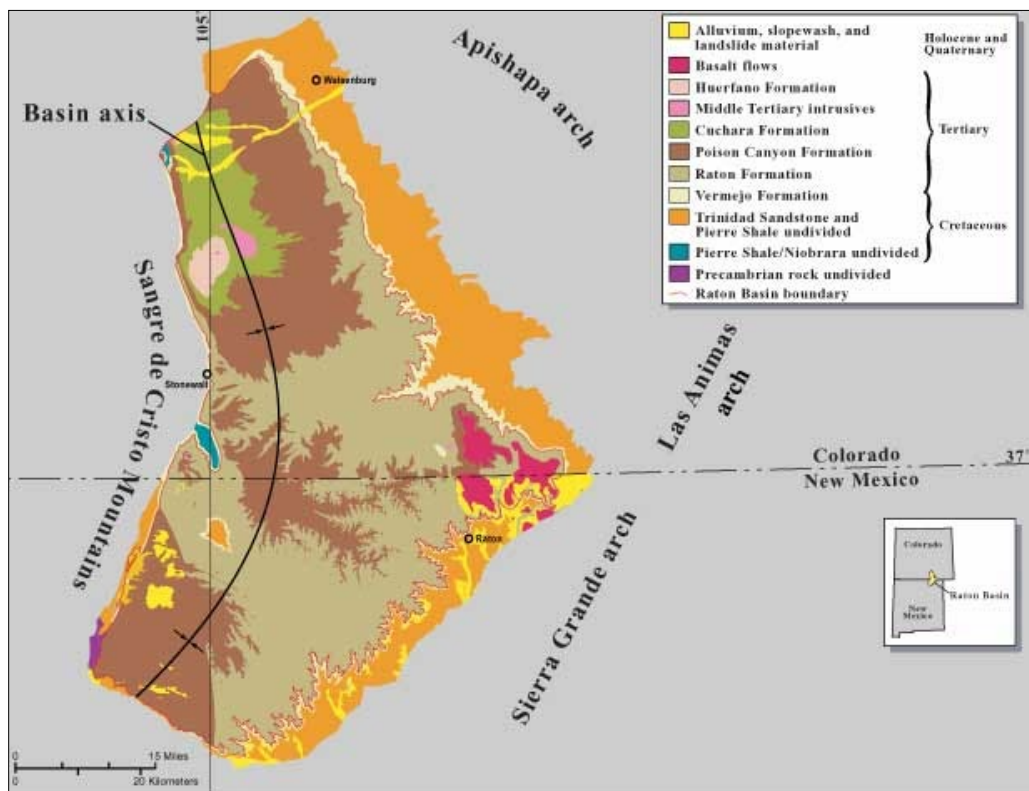 105°
Apishapa arch
Walsenburg
Basin axis
Sangre de Cristo Mountains
Stonewall
Las Animas
arch
Colorado
37°
New Mexico
Raton
Sierra Grande arch
0
15 Miles
0
20 Kilometers
Alluvium, slopewash, and
landslide material
Holocene and
Quaternary
Basalt flows
Huerfano Formation
Middle Tertiary intrusives
Cuchara Formation
Tertiary
Poison Canyon Formation
Raton Formation
Vermejo Formation
Trinidad Sandstone and
Pierre Shale undivided
Cretaceous
Pierre Shale/Niobrara undivided
Precambrian rock undivided
Raton Basin boundary
Colorado
Raton Basin
New
Mexico